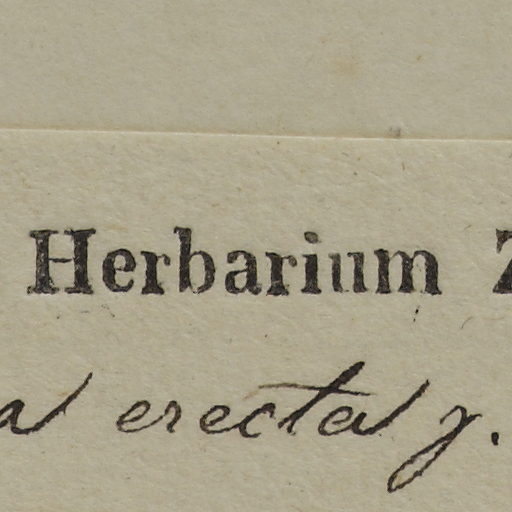 Herbarium Z
a erecta γ.